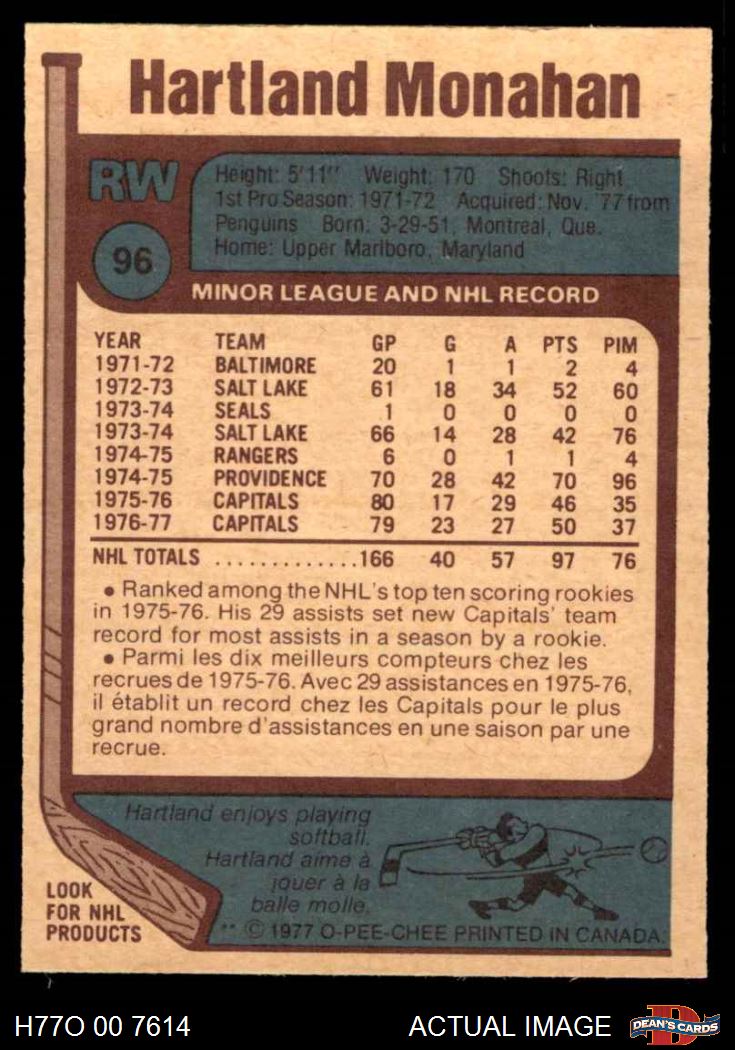 Hartland Monahan
RW
96
Height: 5'11'' Weight: 170 Shoots: Right
1st Pro Season: 1971-72 Acquired: Nov. '77 from
Penguins Born: 3-29-51, Montreal, Que.
Home: Upper Marlboro, Maryland
MINOR LEAGUE AND NHL RECORD
YEAR TEAM GP G A PTS PIM
1971-72 BALTIMORE 20 1 1 2 4
1972-73 SALT LAKE 61 18 34 52 60
1973-74 SEALS 1 0 0 0 0
1973-74 SALT LAKE 66 14 28 42 76
1974-75 RANGERS 6 0 1 1 4
1974-75 PROVIDENCE 70 28 42 70 96
1975-76 CAPITALS 80 17 29 46 35
1976-77 CAPITALS 79 23 27 50 37
NHL TOTALS .............166 40 57 97 76
• Ranked among the NHL's top ten scoring rookies
in 1975-76. His 29 assists set new Capitals' team
record for most assists in a season by a rookie.
• Parmi les dix meilleurs compteurs chez les
recrues de 1975-76. Avec 29 assistances en 1975-76,
il établit un record chez les Capitals pour le plus
grand nombre d'assistances en une saison par une
recrue.
Hartland enjoys playing
softball.
Hartland aime à
jouer à la
balle molle.
LOOK
FOR NHL
PRODUCTS
** © 1977 O-PEE-CHEE PRINTED IN CANADA.
H77O 00 7614
ACTUAL IMAGE
D
DEAN'S CARDS